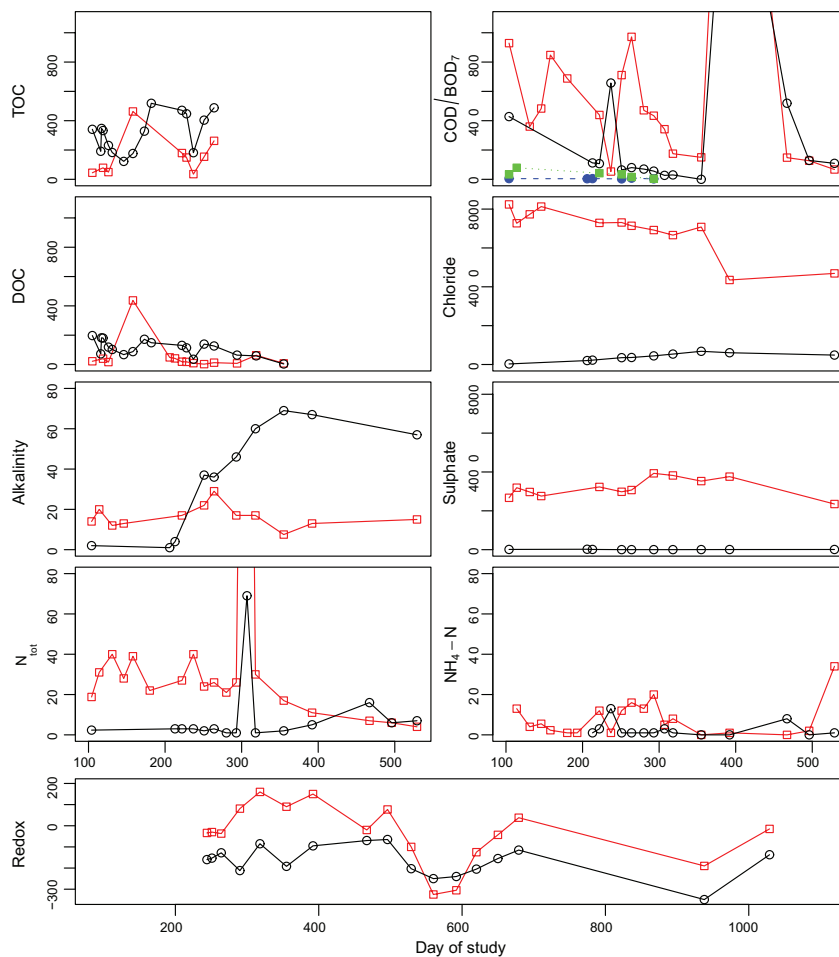 TOC
0 400 800
COD/BOD7
0 400 800
DOC
0 400 800
Chloride
0 4000 8000
Alkalinity
0 20 40 60 80
Sulphate
0 4000 8000
Ntot
0 20 40 60 80
100 200 300 400 500
NH4 − N
0 20 40 60 80
100 200 300 400 500
Redox
−300 0 200
200 400 600 800 1000
Day of study